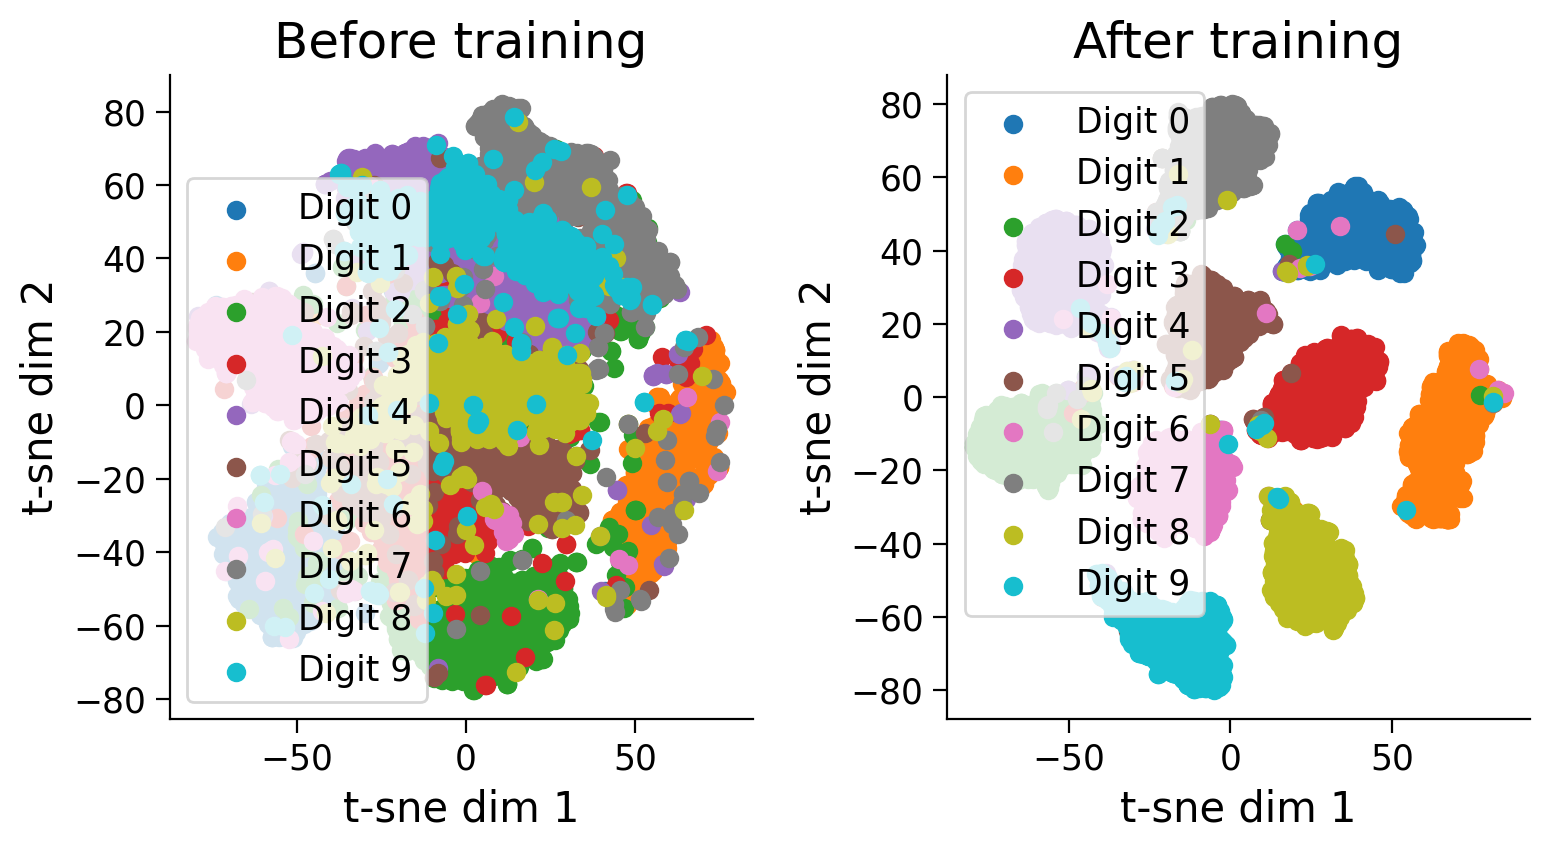 Before training
80
60
40
20
0
−20
−40
−60
−80
t-sne dim 2
−50
0
50
t-sne dim 1
Digit 0
Digit 1
Digit 2
Digit 3
Digit 4
Digit 5
Digit 6
Digit 7
Digit 8
Digit 9
After training
80
60
40
20
0
−20
−40
−60
−80
t-sne dim 2
−50
0
50
t-sne dim 1
Digit 0
Digit 1
Digit 2
Digit 3
Digit 4
Digit 5
Digit 6
Digit 7
Digit 8
Digit 9